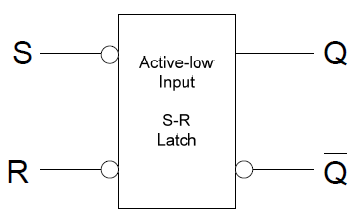 S
Active-low
Input
Q
S-R
Latch
R
Q̅